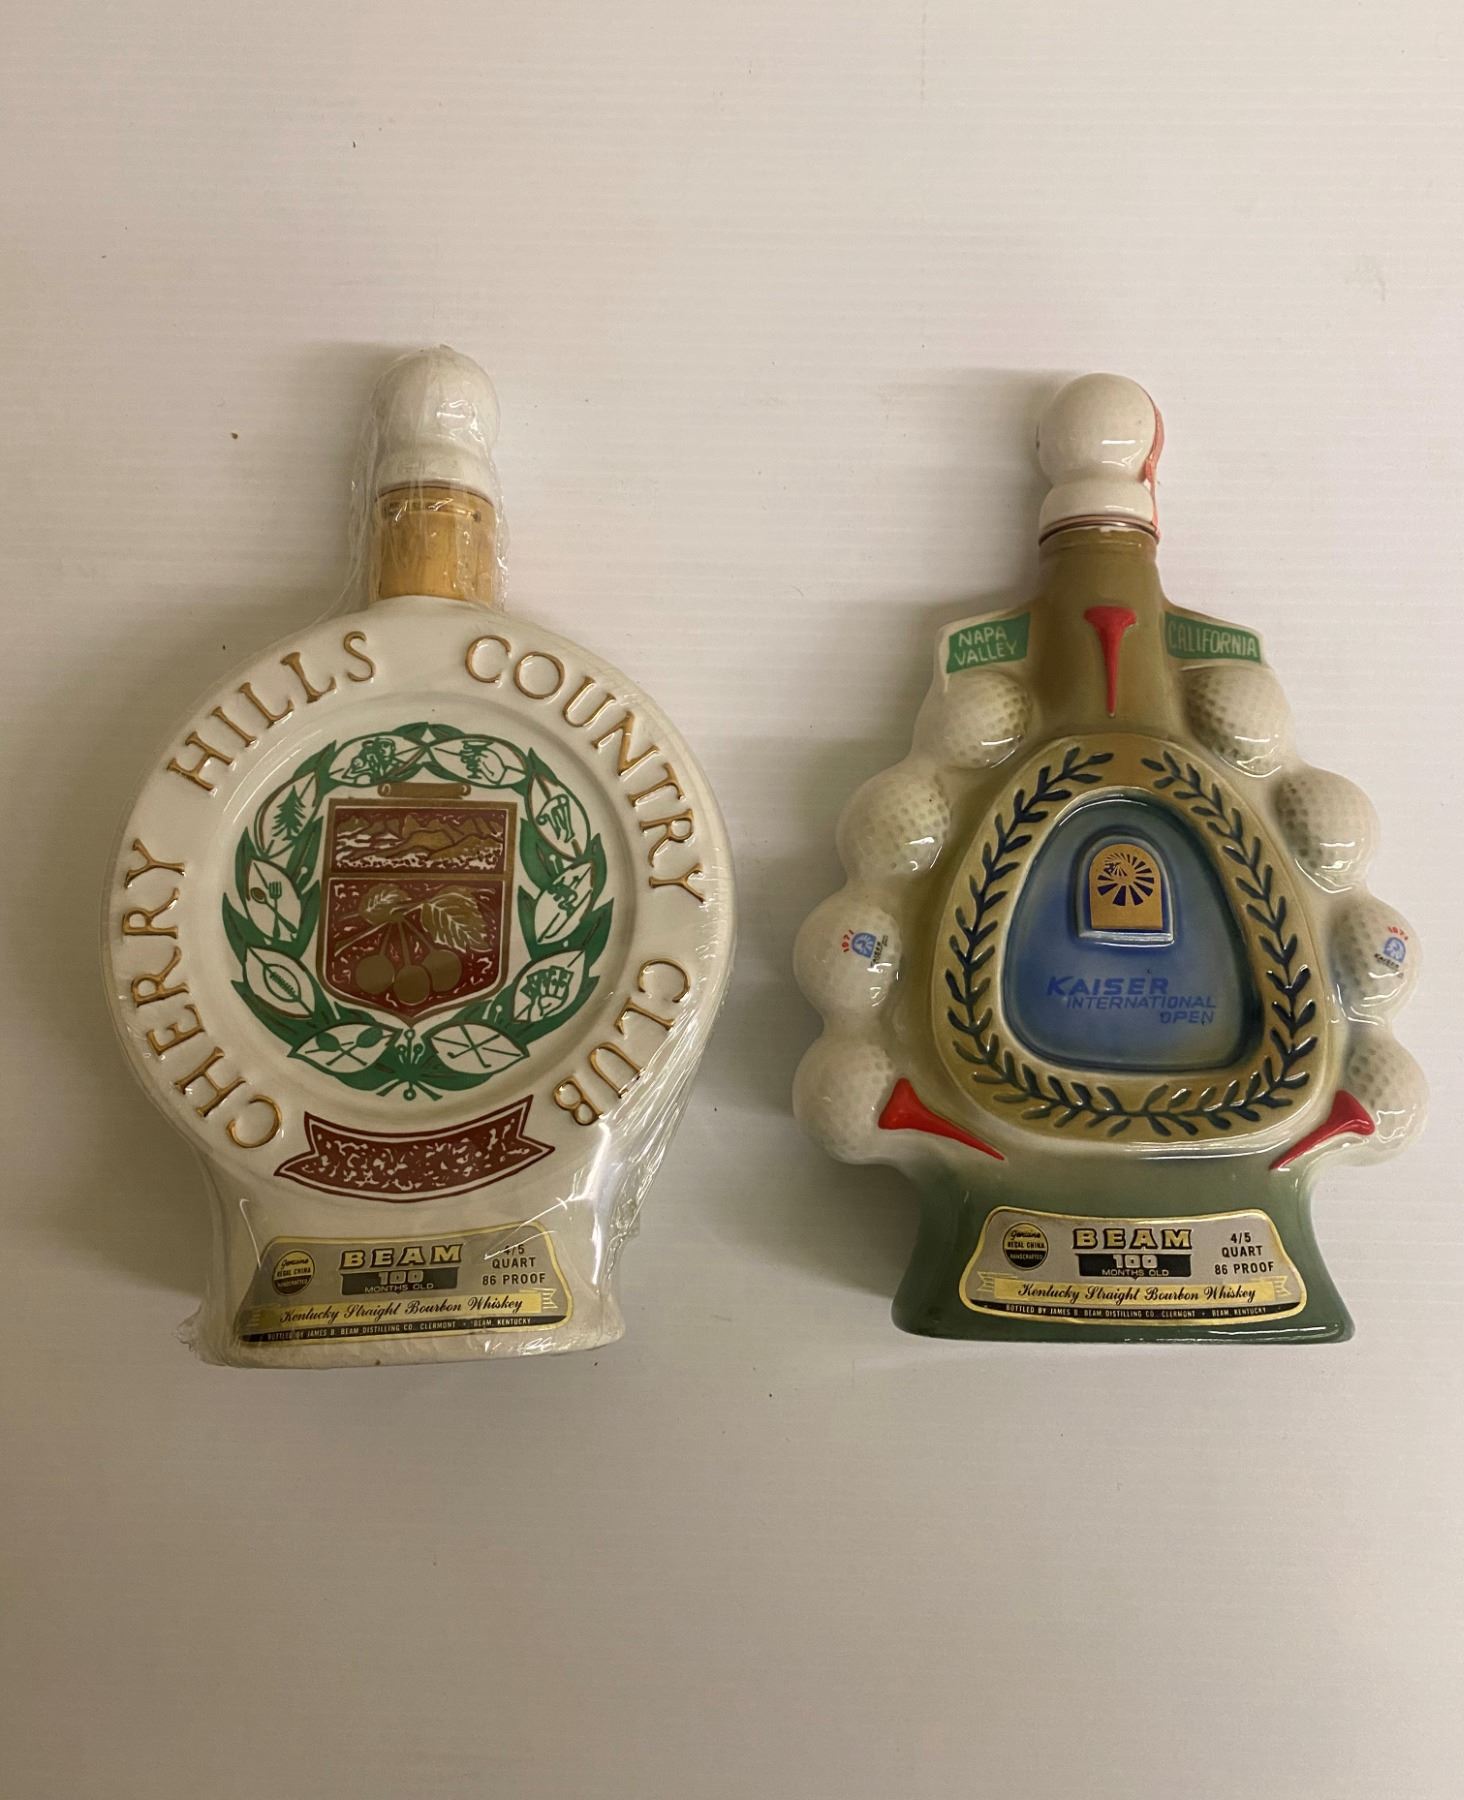 CHERRY HILLS COUNTRY CLUB
Genuine
REGAL CHINA
HANDCRAFTED
BEAM
100
MONTHS OLD
4/5
QUART
86 PROOF
Kentucky Straight Bourbon Whiskey
BOTTLED BY JAMES B. BEAM DISTILLING CO., CLERMONT • BEAM, KENTUCKY
NAPA
VALLEY
CALIFORNIA
1971
KAISER
1971
KAISER
INTERNATIONAL
OPEN
Genuine
REGAL CHINA
HANDCRAFTED
BEAM
100
MONTHS OLD
4/5
QUART
86 PROOF
Kentucky Straight Bourbon Whiskey
BOTTLED BY JAMES B. BEAM DISTILLING CO., CLERMONT • BEAM, KENTUCKY